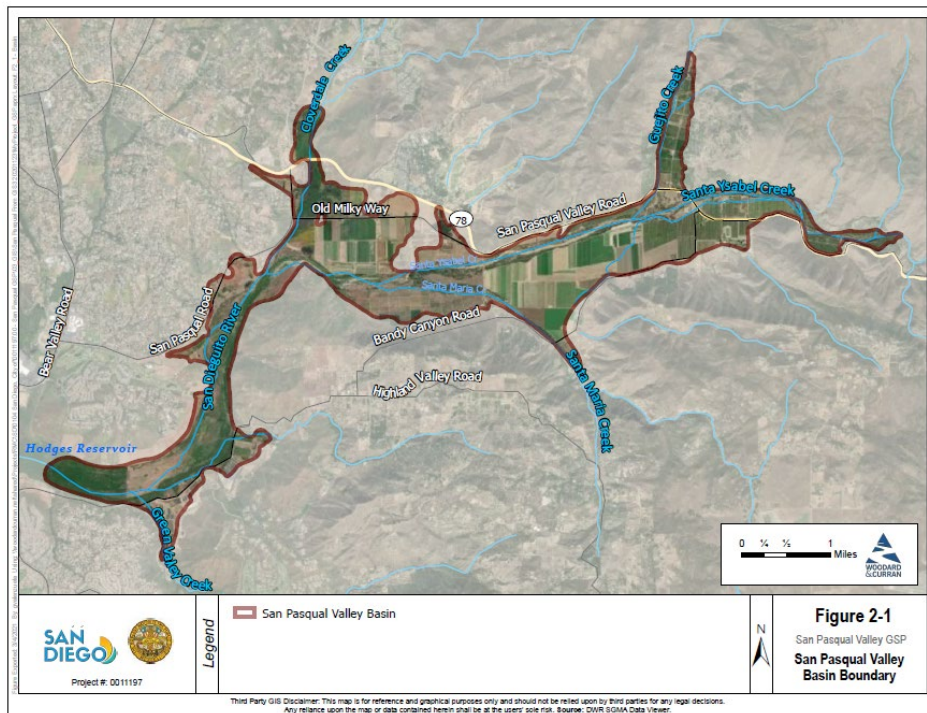 Cloverdale Creek
Guejito Creek
Santa Ysabel Creek
Old Milky Way
78
San Pasqual Valley Road
Santa Ysabel C
Santa Maria C
San Pasqual Road
Bear Valley Road
Bandy Canyon Road
San Dieguito River
Highland Valley Road
Santa Maria Creek
Hodges Reservoir
Green Valley Creek
0 ¼ ½ 1
Miles
WOODARD
&CURRAN
SAN
DIEGO
Project #: 0011197
Legend
San Pasqual Valley Basin
N
Figure 2-1
San Pasqual Valley GSP
San Pasqual Valley
Basin Boundary
Third Party GIS Disclaimer: This map is for reference and graphical purposes only and should not be relied upon by third parties for any legal decisions.
Any reliance upon the map or data contained herein shall be at the users' sole risk. Source: DWR SGMA Data Viewer.